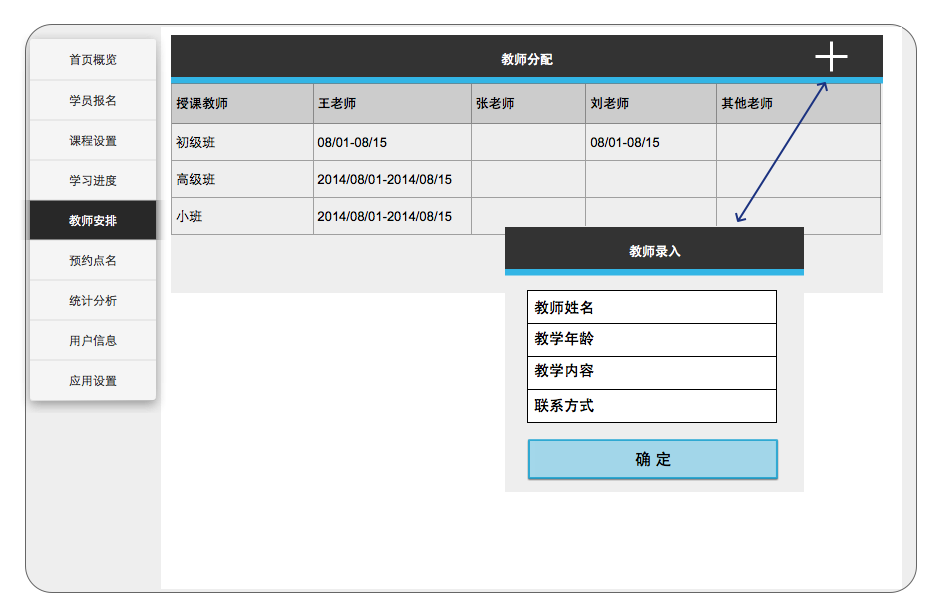 首页概览
学员报名
课程设置
学习进度
教师安排
预约点名
统计分析
用户信息
应用设置
教师分配
授课教师 王老师 张老师 刘老师 其他老师
初级班 08/01-08/15 08/01-08/15
高级班 2014/08/01-2014/08/15
小班 2014/08/01-2014/08/15
教师录入
教师姓名
教学年龄
教学内容
联系方式
确 定